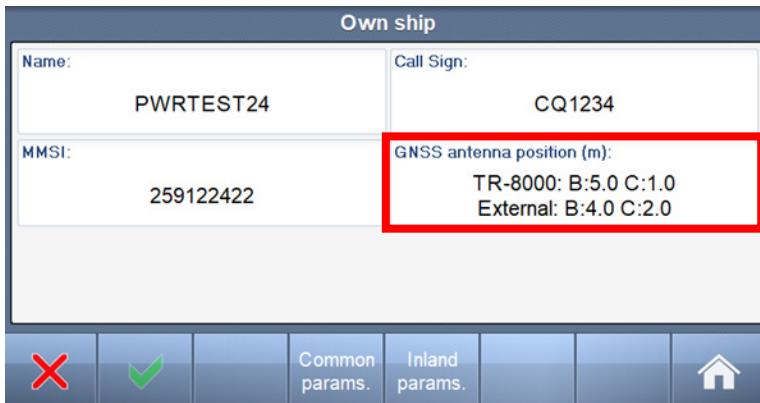 Own ship
Name:
PWRTEST24
Call Sign:
CQ1234
MMSI:
259122422
GNSS antenna position (m):
TR-8000: B:5.0 C:1.0
External: B:4.0 C:2.0
Common
params.
Inland
params.